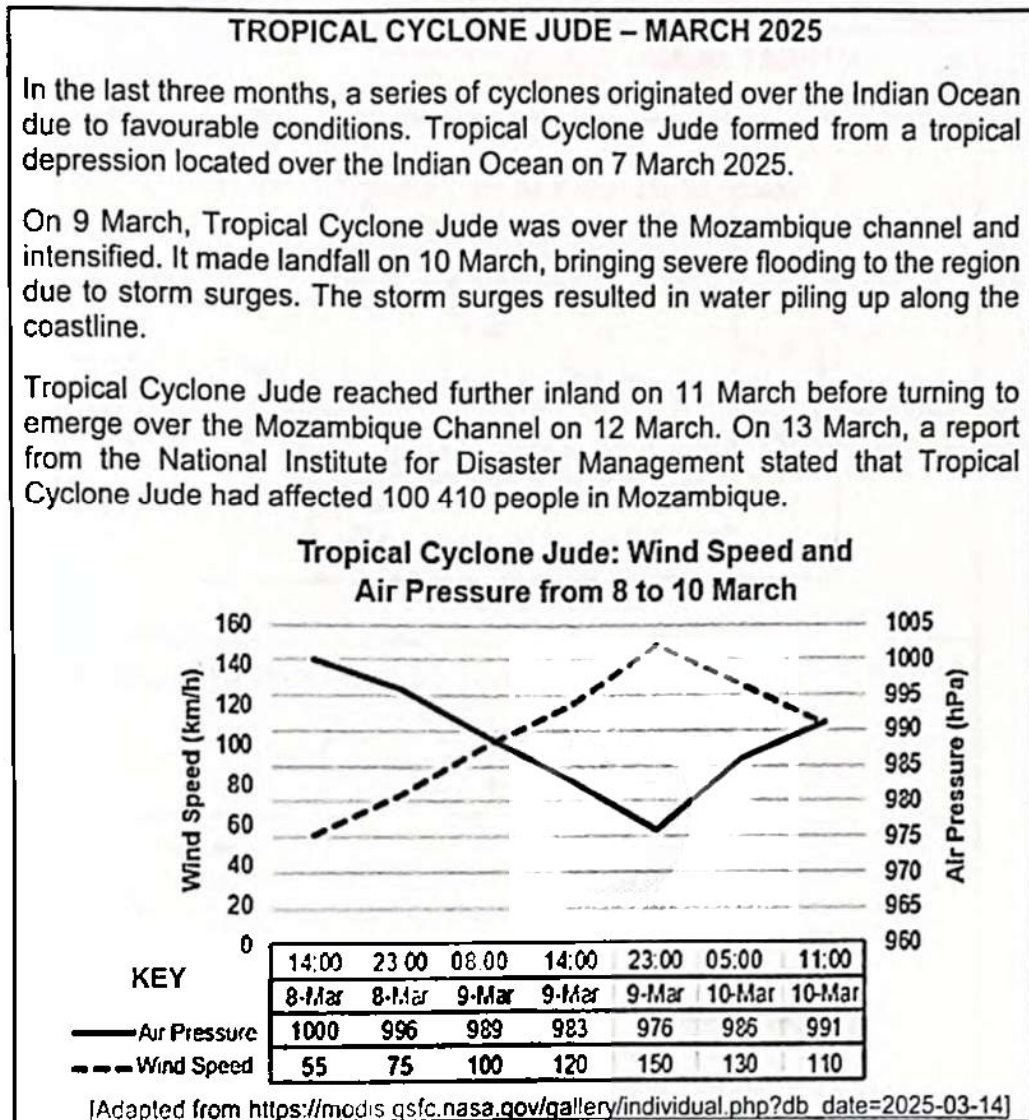 TROPICAL CYCLONE JUDE – MARCH 2025
In the last three months, a series of cyclones originated over the Indian Ocean
due to favourable conditions. Tropical Cyclone Jude formed from a tropical
depression located over the Indian Ocean on 7 March 2025.
On 9 March, Tropical Cyclone Jude was over the Mozambique channel and
intensified. It made landfall on 10 March, bringing severe flooding to the region
due to storm surges. The storm surges resulted in water piling up along the
coastline.
Tropical Cyclone Jude reached further inland on 11 March before turning to
emerge over the Mozambique Channel on 12 March. On 13 March, a report
from the National Institute for Disaster Management stated that Tropical
Cyclone Jude had affected 100 410 people in Mozambique.
Tropical Cyclone Jude: Wind Speed and
Air Pressure from 8 to 10 March
Wind Speed (km/h)
160
140
120
100
80
60
40
20
0
1005
1000
995
990
985
980
975
970
965
960
Air Pressure (hPa)
KEY
14:00 23 00 08.00 14:00 23:00 05:00 11:00
8-Mar 8-Mar 9-Mar 9-Mar 9-Mar 10-Mar 10-Mar
Air Pressure 1000 996 989 983 976 986 991
Wind Speed 55 75 100 120 150 130 110
[Adapted from https://modis.gsfc.nasa.gov/gallery/individual.php?db_date=2025-03-14]